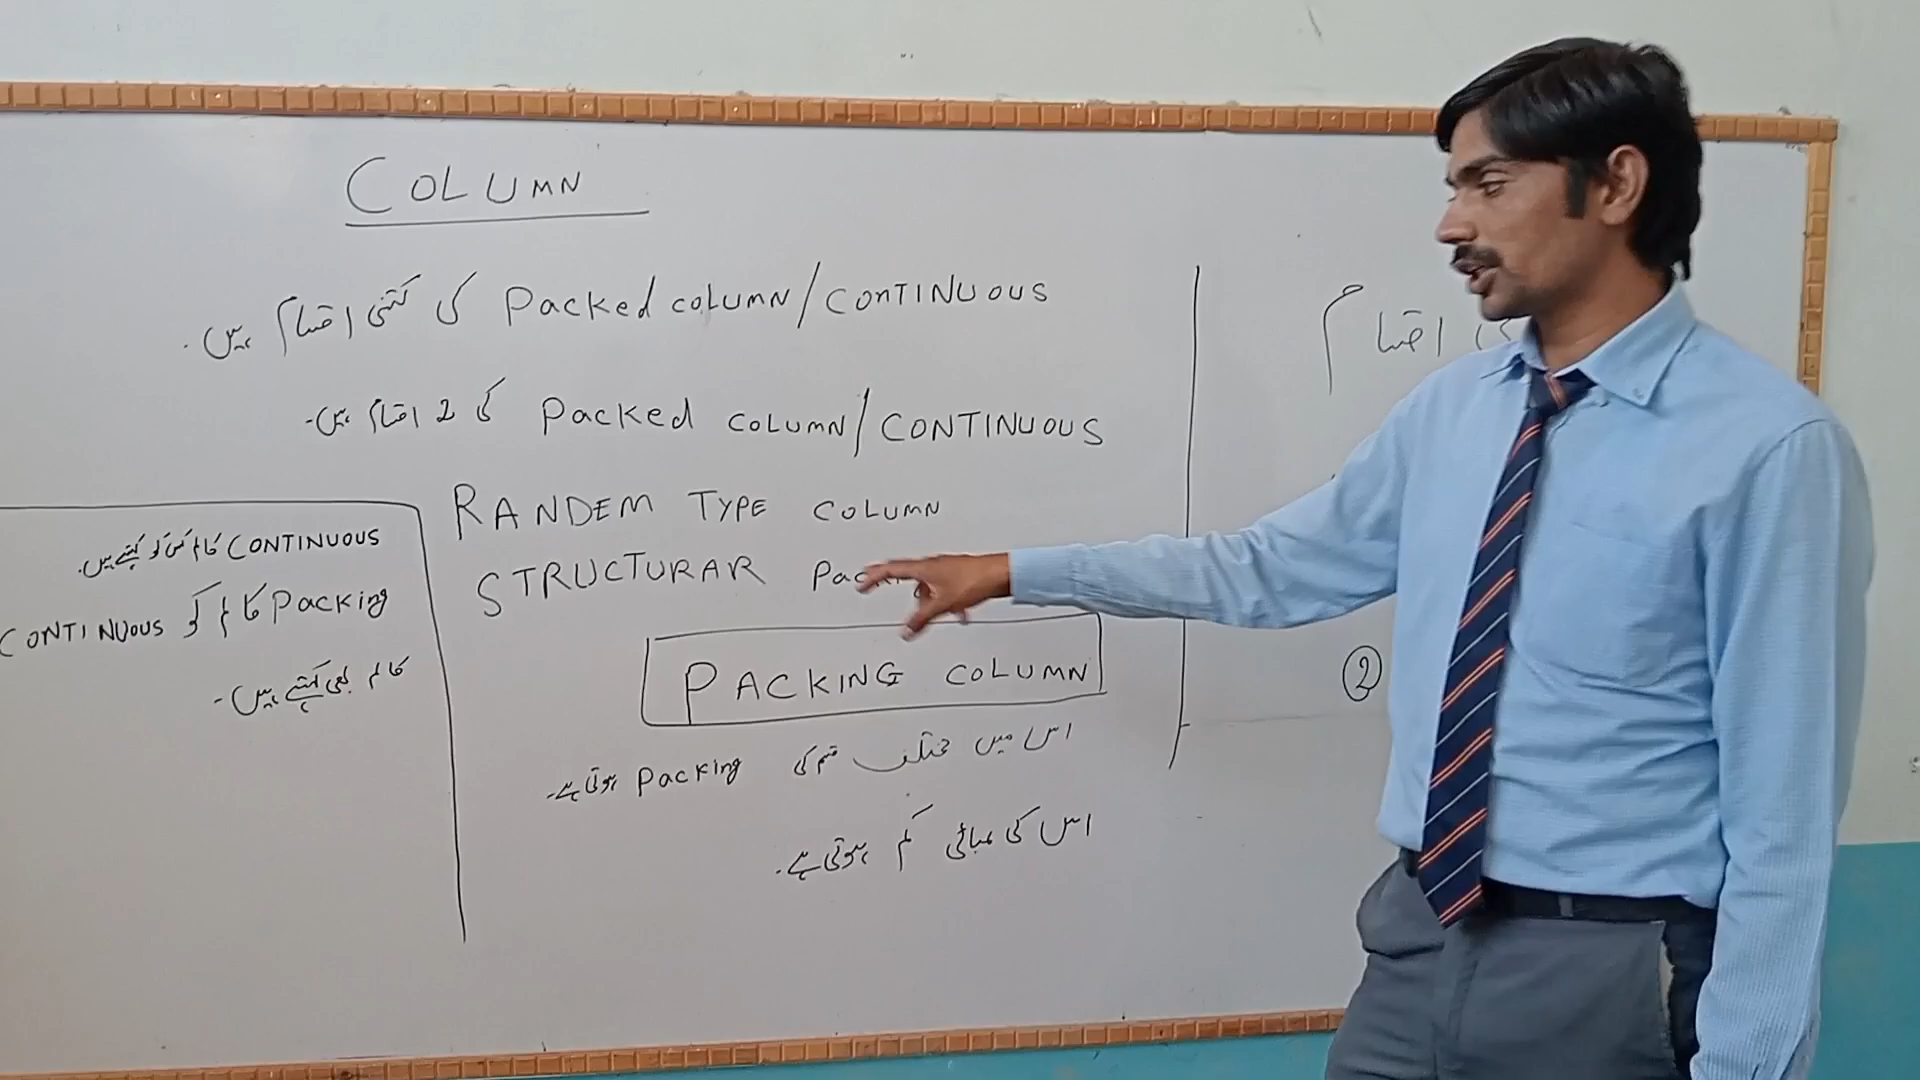 COLUMN
Packed COLUMN/CONTINUOUS کی کتنی اقسام ہیں۔
Packed COLUMN/CONTINUOUS کی 2 اقسام ہیں۔
RANDEM TYPE COLUMN
STRUCTURAR
PACKING COLUMN
اس میں مختلف قسم کی Packing ہوتی ہے۔
اس کی لمبائی کم ہوتی ہے۔
CONTINUOUS کالم کس کو کہتے ہیں۔
Packing کالم کو CONTINUOUS
کالم بھی کہتے ہیں۔
اقسام
2